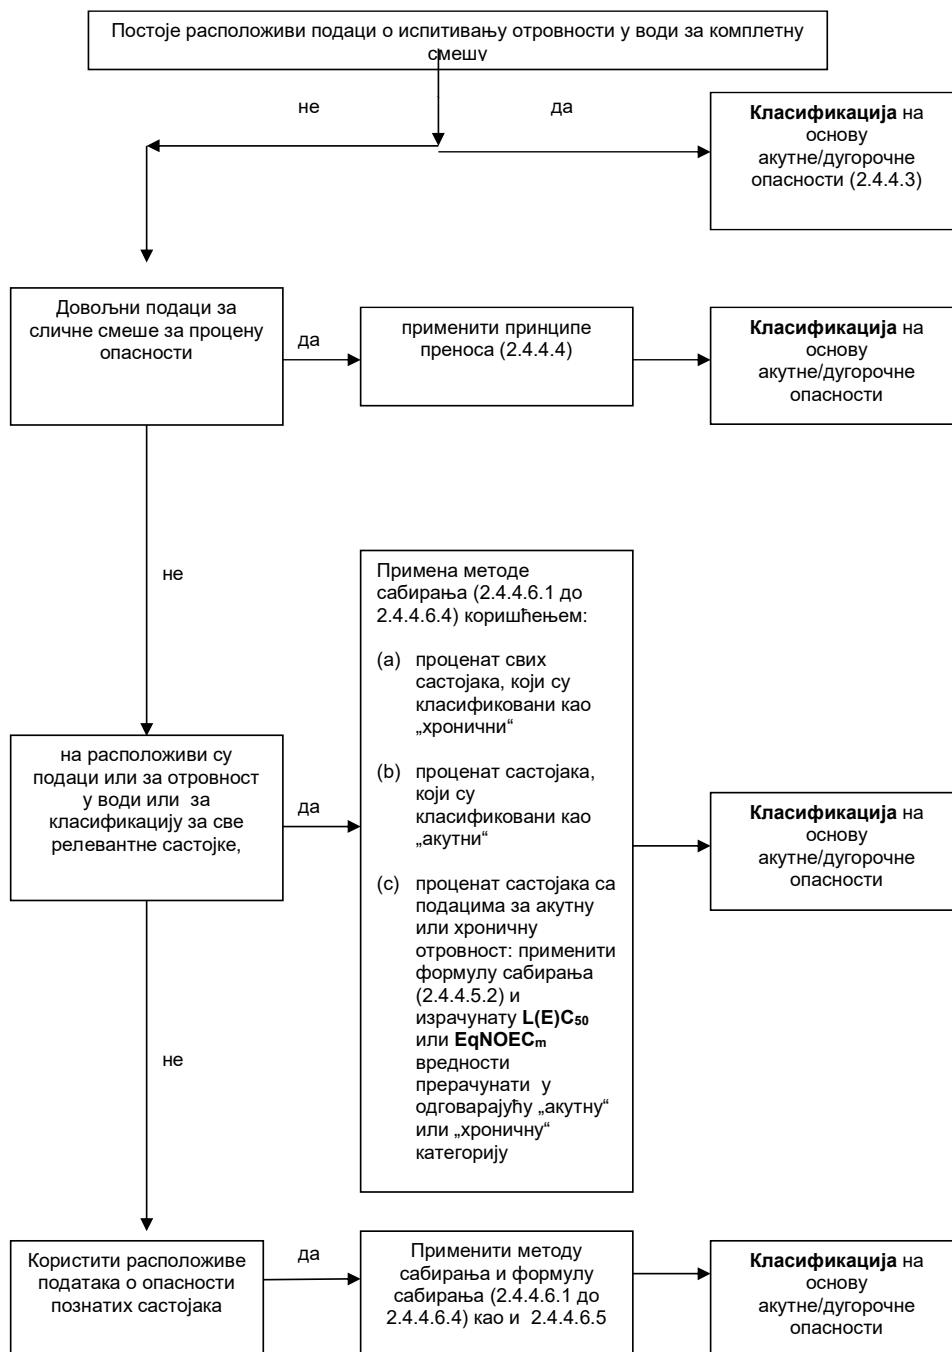 Постоје расположиви подаци о испитивању отровности у води за комплетну
смешу
не
да
Класификација на
основу
акутне/дугорочне
опасности (2.4.4.3)
Довољни подаци за
сличне смеше за процену
опасности
да
применити принципе
преноса (2.4.4.4)
Класификација на
основу
акутне/дугорочне
опасности
не
Примена методе
сабирања (2.4.4.6.1 до
2.4.4.6.4) коришћењем:
(a) проценат свих
састојака, који су
класификовани као
„хронични“
(b) проценат састојака,
који су
класификовани као
„акутни“
(c) проценат састојака са
подацима за акутну
или хроничну
отровност: применити
формулу сабирања
(2.4.4.5.2) и
израчунату L(E)C₅₀
или EqNOECₘ
вредности
прерачунати у
одговарајућу „акутну“
или „хроничну“
категорију
на расположиви су
подаци или за отровност
у води или за
класификацију за све
релевантне састојке,
да
Класификација на
основу
акутне/дугорочне
опасности
не
Користити расположиве
података о опасности
познатих састојака
да
Применити методу
сабирања и формулу
сабирања (2.4.4.6.1 до
2.4.4.6.4) као и 2.4.4.6.5
Класификација на
основу
акутне/дугорочне
опасности